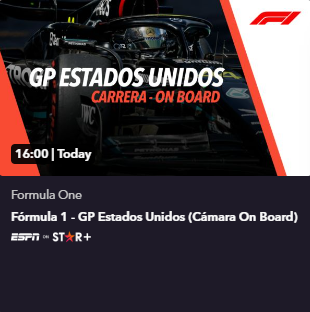 GP ESTADOS UNIDOS
CARRERA - ON BOARD
16:00 | Today
Formula One
Fórmula 1 - GP Estados Unidos (Cámara On Board)
ESPN ON ST★R+